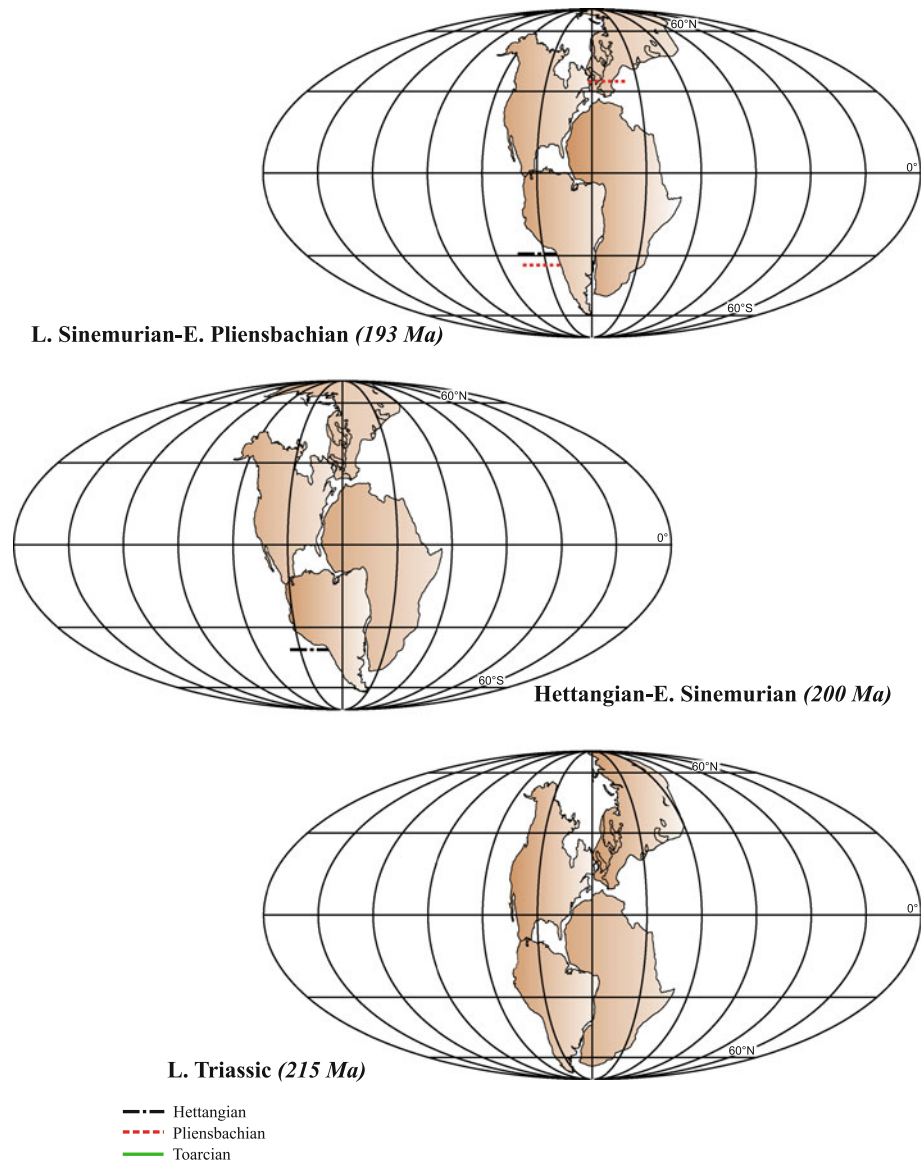 60°N
0°
60°S
L. Sinemurian-E. Pliensbachian (193 Ma)
60°N
0°
60°S
Hettangian-E. Sinemurian (200 Ma)
60°N
0°
60°N
L. Triassic (215 Ma)
Hettangian
Pliensbachian
Toarcian